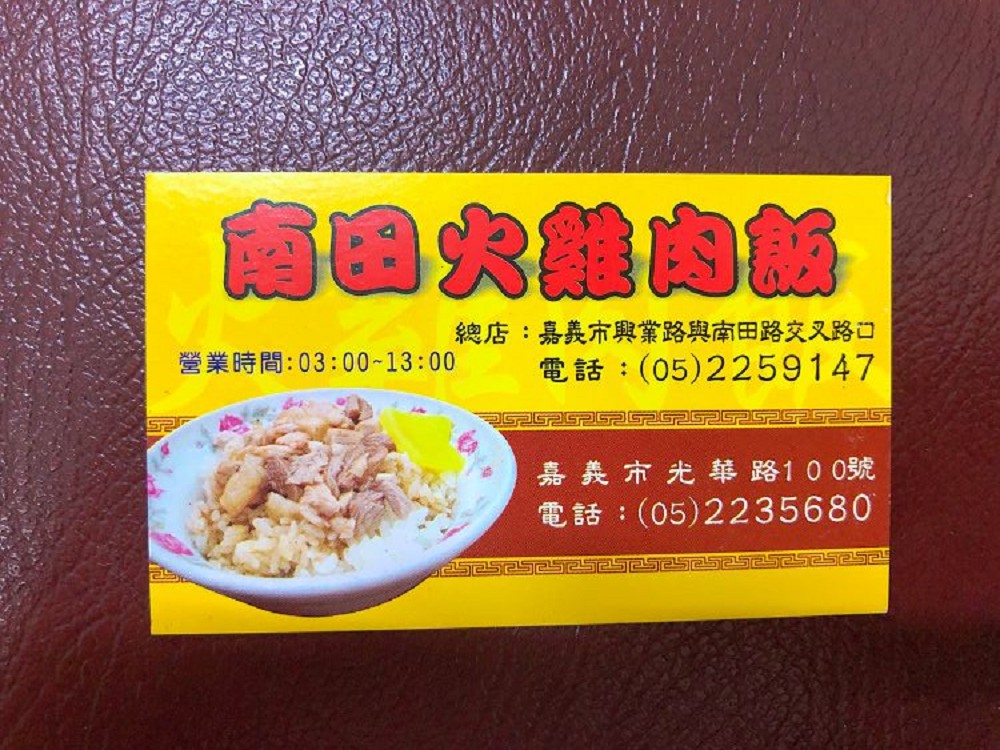 南田火雞肉飯
總店：嘉義市興業路與南田路交叉路口
營業時間:03:00~13:00
電話：(05)2259147
嘉義市光華路100號
電話：(05)2235680